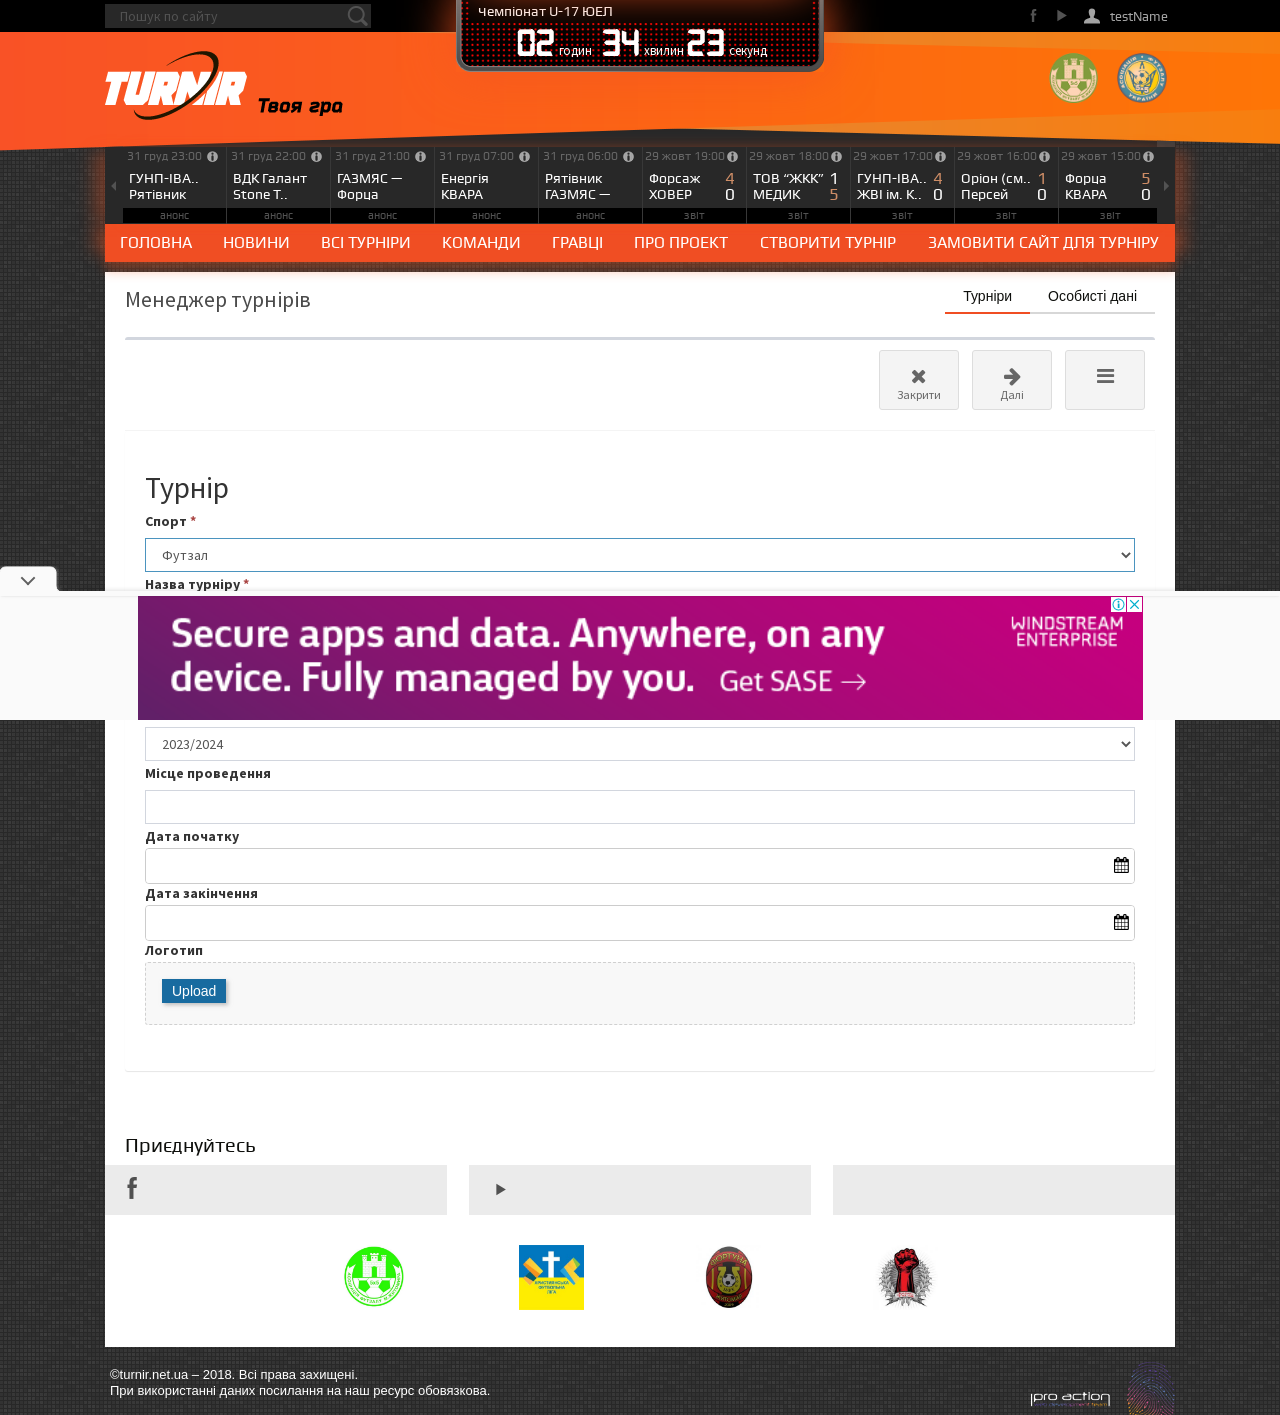 Пошук по сайту
Чемпіонат U-17 ЮЕЛ
02 годин 34 хвилин 23 секунд
testName
TURNIR Твоя гра
31 груд 23:00 31 груд 22:00 31 груд 21:00 31 груд 07:00 31 груд 06:00 29 жовт 19:00 29 жовт 18:00 29 жовт 17:00 29 жовт 16:00 29 жовт 15:00
ГУНП-ІВА.. ВДК Галант ГАЗМЯС — Енергія Рятівник Форсаж 4 ТОВ “ЖКК” 1 ГУНП-ІВА.. 4 Оріон (см.. 1 Форца 5
Рятівник Stone T.. Форца КВАРА ГАЗМЯС — ХОВЕР 0 МЕДИК 5 ЖВІ ім. К.. 0 Персей 0 КВАРА 0
анонс анонс анонс анонс анонс звіт звіт звіт звіт звіт
ГОЛОВНА НОВИНИ ВСІ ТУРНІРИ КОМАНДИ ГРАВЦІ ПРО ПРОЕКТ СТВОРИТИ ТУРНІР ЗАМОВИТИ САЙТ ДЛЯ ТУРНІРУ
Менеджер турнірів
Турніри Особисті дані
Закрити Далі
Турнір
Спорт *
Футзал
Назва турніру *
Secure apps and data. Anywhere, on any
device. Fully managed by you. Get SASE →
WINDSTREAM
ENTERPRISE
2023/2024
Місце проведення
Дата початку
Дата закінчення
Логотип
Upload
Приєднуйтесь
©turnir.net.ua – 2018. Всі права захищені.
При використанні даних посилання на наш ресурс обовязкова.
pro action